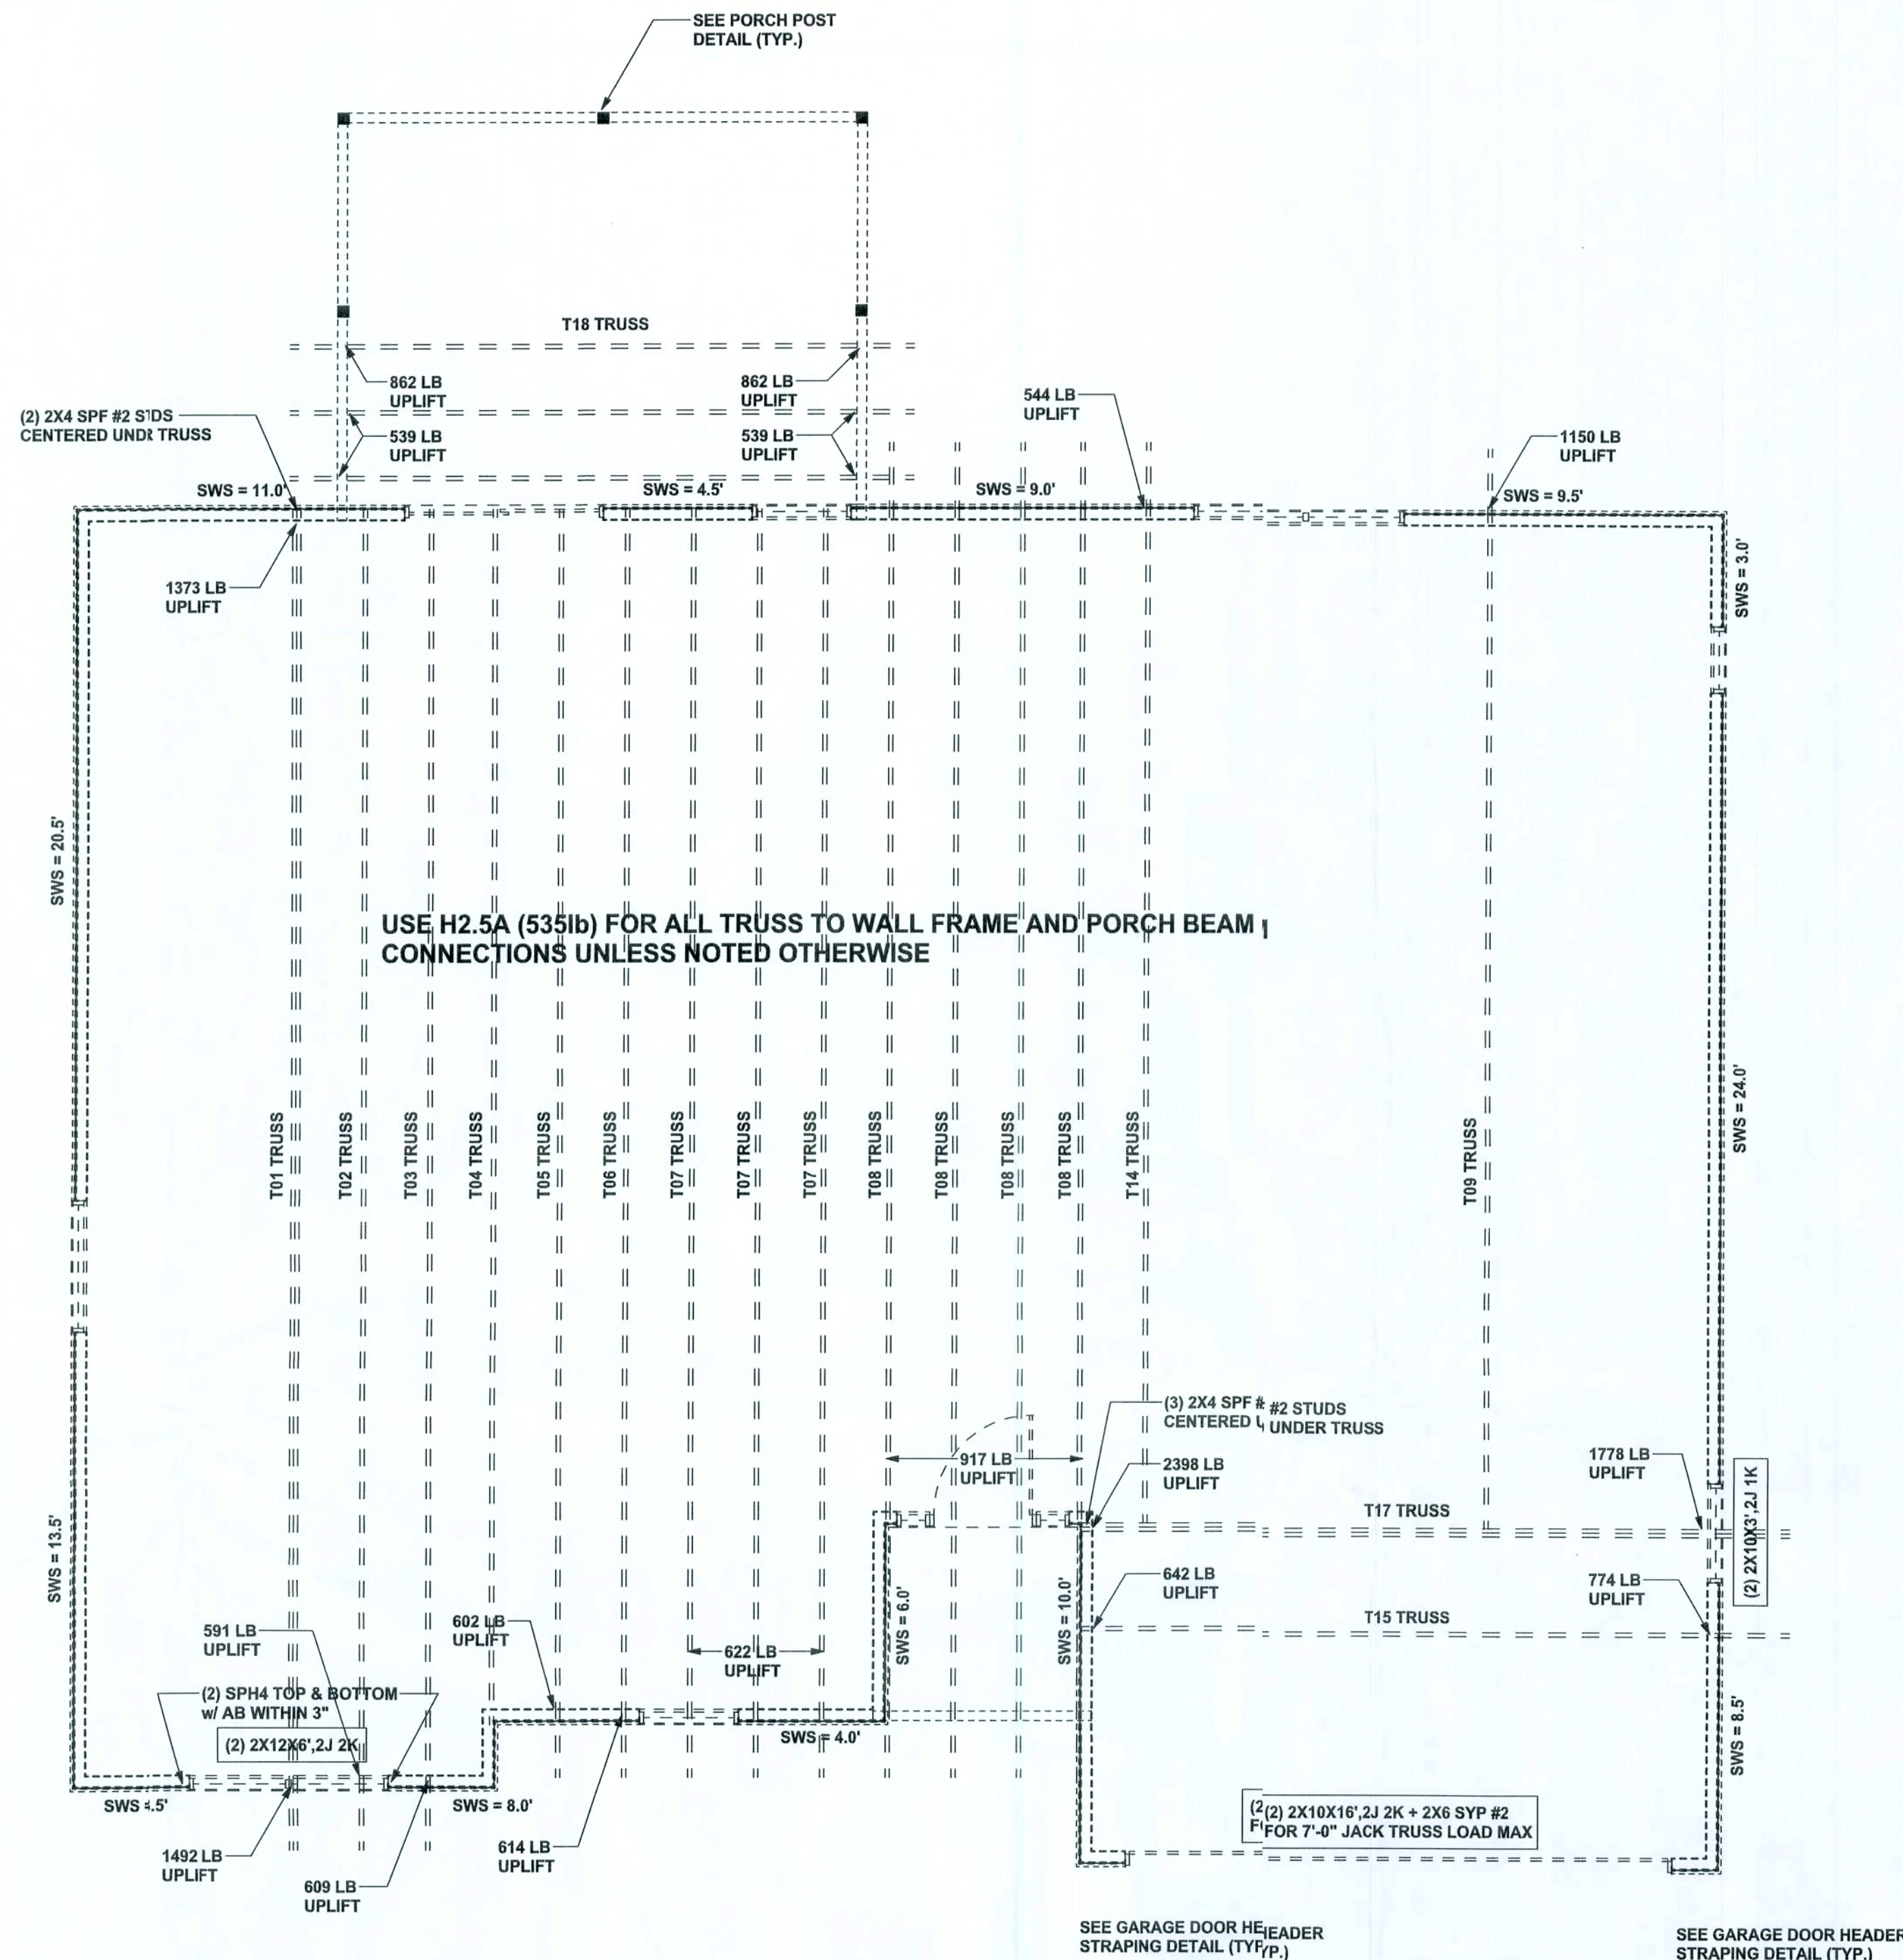 SEE PORCH POST
DETAIL (TYP.)
T18 TRUSS
862 LB
UPLIFT
862 LB
UPLIFT
544 LB
UPLIFT
(2) 2X4 SPF #2 STDS
CENTERED UNDR TRUSS
539 LB
UPLIFT
539 LB
UPLIFT
1150 LB
UPLIFT
SWS = 11.0'
SWS = 4.5'
SWS = 9.0'
SWS = 9.5'
SWS = 3.0'
1373 LB
UPLIFT
SWS = 20.5'
USE H2.5A (535lb) FOR ALL TRUSS TO WALL FRAME AND PORCH BEAM
CONNECTIONS UNLESS NOTED OTHERWISE
SWS = 24.0'
T01 TRUSS
T02 TRUSS
T03 TRUSS
T04 TRUSS
T05 TRUSS
T06 TRUSS
T07 TRUSS
T07 TRUSS
T07 TRUSS
T08 TRUSS
T08 TRUSS
T08 TRUSS
T08 TRUSS
T14 TRUSS
T09 TRUSS
(3) 2X4 SPF # #2 STUDS
CENTERED UNDER TRUSS
917 LB
UPLIFT
2398 LB
UPLIFT
1778 LB
UPLIFT
(2) 2X10X3',2J 1K
T17 TRUSS
SWS = 13.5'
642 LB
UPLIFT
774 LB
UPLIFT
T15 TRUSS
SWS = 6.0'
SWS = 10.0'
591 LB
UPLIFT
602 LB
UPLIFT
622 LB
UPLIFT
(2) SPH4 TOP & BOTTOM
w/ AB WITHIN 3"
(2) 2X12X6',2J 2K
SWS = 4.0'
SWS = 8.5'
SWS .5'
SWS = 8.0'
(2) 2X10X16',2J 2K + 2X6 SYP #2
FOR 7'-0" JACK TRUSS LOAD MAX
1492 LB
UPLIFT
614 LB
UPLIFT
609 LB
UPLIFT
SEE GARAGE DOOR HEADER
STRAPING DETAIL (TYP.)
SEE GARAGE DOOR HEADER
STRAPING DETAIL (TYP.)